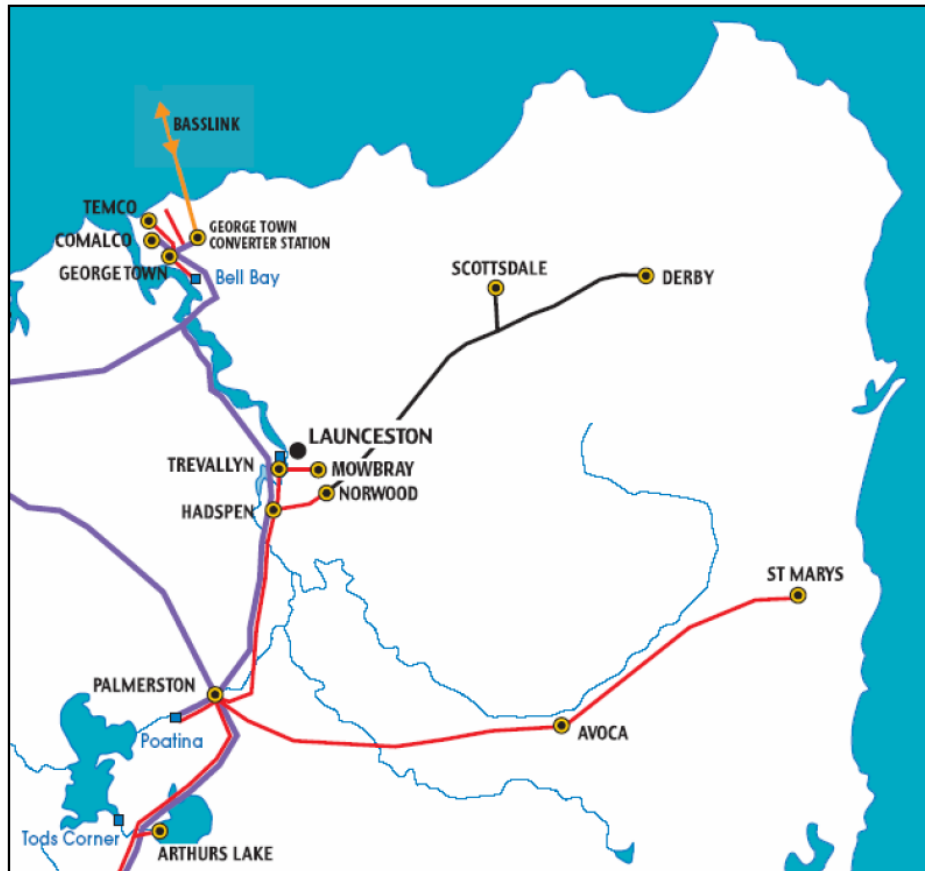 BASSLINK
TEMCO
COMALCO
GEORGE TOWN
CONVERTER STATION
GEORGE TOWN
Bell Bay
SCOTTSDALE
DERBY
LAUNCESTON
TREVALLYN
MOWBRAY
NORWOOD
HADSPEN
ST MARYS
PALMERSTON
Poatina
AVOCA
Tods Corner
ARTHURS LAKE